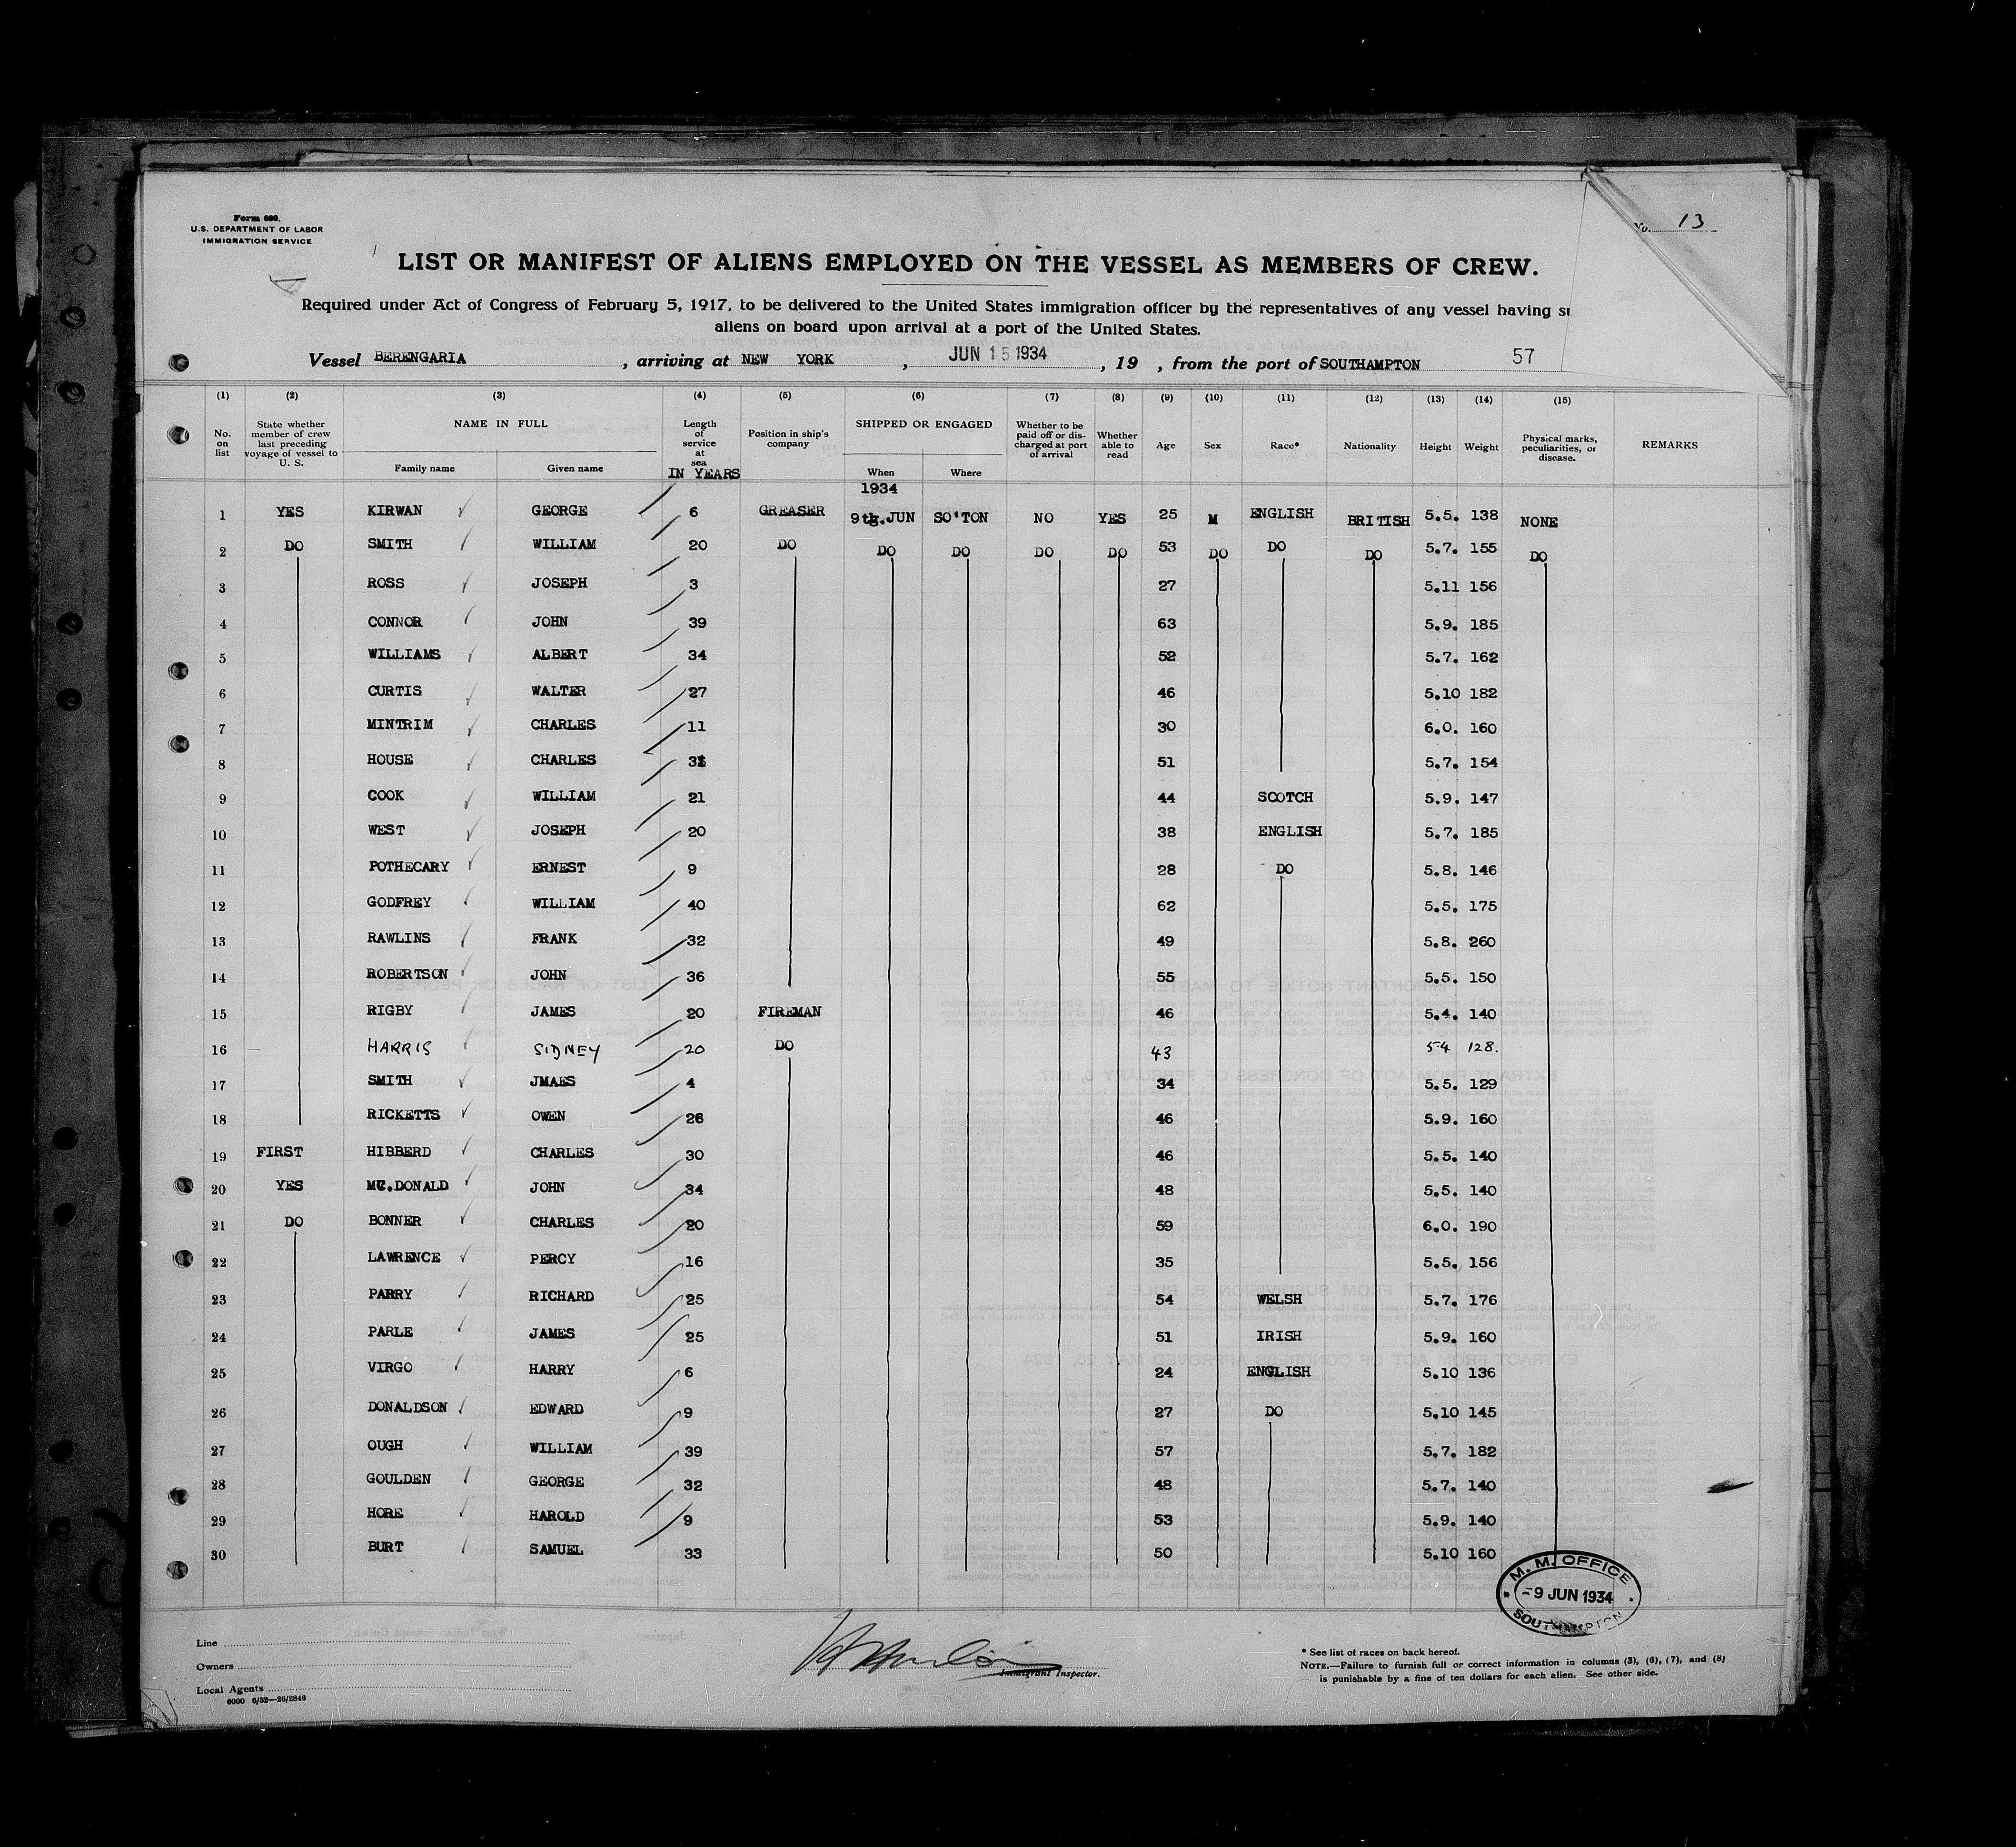 No. 13
Form 680.
U.S. DEPARTMENT OF LABOR
IMMIGRATION SERVICE
LIST OR MANIFEST OF ALIENS EMPLOYED ON THE VESSEL AS MEMBERS OF CREW.
Required under Act of Congress of February 5, 1917, to be delivered to the United States immigration officer by the representatives of any vessel having su
aliens on board upon arrival at a port of the United States.
Vessel BERENGARIA, arriving at NEW YORK, JUN 15 1934, 19 , from the port of SOUTHAMPTON 57
(1) (2) (3) (4) (5) (6) (7) (8) (9) (10) (11) (12) (13) (14) (15)
No. on list State whether member of crew last preceding voyage of vessel to U. S. NAME IN FULL Family name Given name Length of service at sea IN YEARS Position in ship's company SHIPPED OR ENGAGED When Where Whether to be paid off or discharged at port of arrival Whether able to read Age Sex Race* Nationality Height Weight Physical marks, peculiarities, or disease. REMARKS
1934
1 YES KIRWAN GEORGE 6 GREASER 9th.JUN SO'TON NO YES 25 M ENGLISH BRITISH 5.5. 138 NONE
2 DO SMITH WILLIAM 20 DO DO DO DO DO 53 DO DO DO 5.7. 155 DO
3 ROSS JOSEPH 3 27 5.11 156
4 CONNOR JOHN 39 63 5.9. 185
5 WILLIAMS ALBERT 34 52 5.7. 162
6 CURTIS WALTER 27 46 5.10 182
7 MINTRIM CHARLES 11 30 6.0. 160
8 HOUSE CHARLES 51 5.7. 154
9 COOK WILLIAM 21 44 SCOTCH 5.9. 147
10 WEST JOSEPH 20 38 ENGLISH 5.7. 185
11 POTHECARY ERNEST 9 28 DO 5.8. 146
12 GODFREY WILLIAM 40 62 5.5. 175
13 RAWLINS FRANK 32 49 5.8. 260
14 ROBERTSON JOHN 36 55 5.5. 150
15 RIGBY JAMES 20 FIREMAN 46 5.4. 140
16 HARRIS SIDNEY 20 DO 43 5-4 128.
17 SMITH JMAES 4 34 5.5. 129
18 RICKETTS OWEN 26 46 5.9. 160
19 FIRST HIBBERD CHARLES 30 46 5.5. 140
20 YES MC.DONALD JOHN 34 48 5.5. 140
21 DO BONNER CHARLES 20 59 6.0. 190
22 LAWRENCE PERCY 16 35 5.5. 156
23 PARRY RICHARD 25 54 WELSH 5.7. 176
24 PARLE JAMES 25 51 IRISH 5.9. 160
25 VIRGO HARRY 6 24 ENGLISH 5.10 136
26 DONALDSON EDWARD 9 27 DO 5.10 145
27 OUGH WILLIAM 39 57 5.7. 182
28 GOULDEN GEORGE 32 48 5.7. 140
29 HORE HAROLD 9 53 5.9. 140
30 BURT SAMUEL 33 50 5.10 160
M. M. OFFICE
-9 JUN 1934
SOUTHAMPTON
Line
Owners
Local Agents
6000 6/32—26/2846
Immigrant Inspector.
* See list of races on back hereof.
NOTE.—Failure to furnish full or correct information in columns (3), (6), (7), and (8)
is punishable by a fine of ten dollars for each alien. See other side.